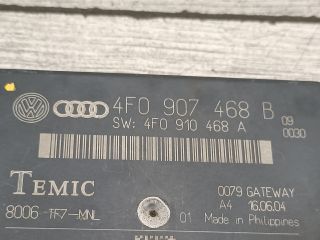 4F0 907 468 B 09
SW: 4F0 910 468 A 0030
TEMIC
0079 GATEWAY
A4 16.06.04
8006-TF7-MNL 01 Made in Philippines